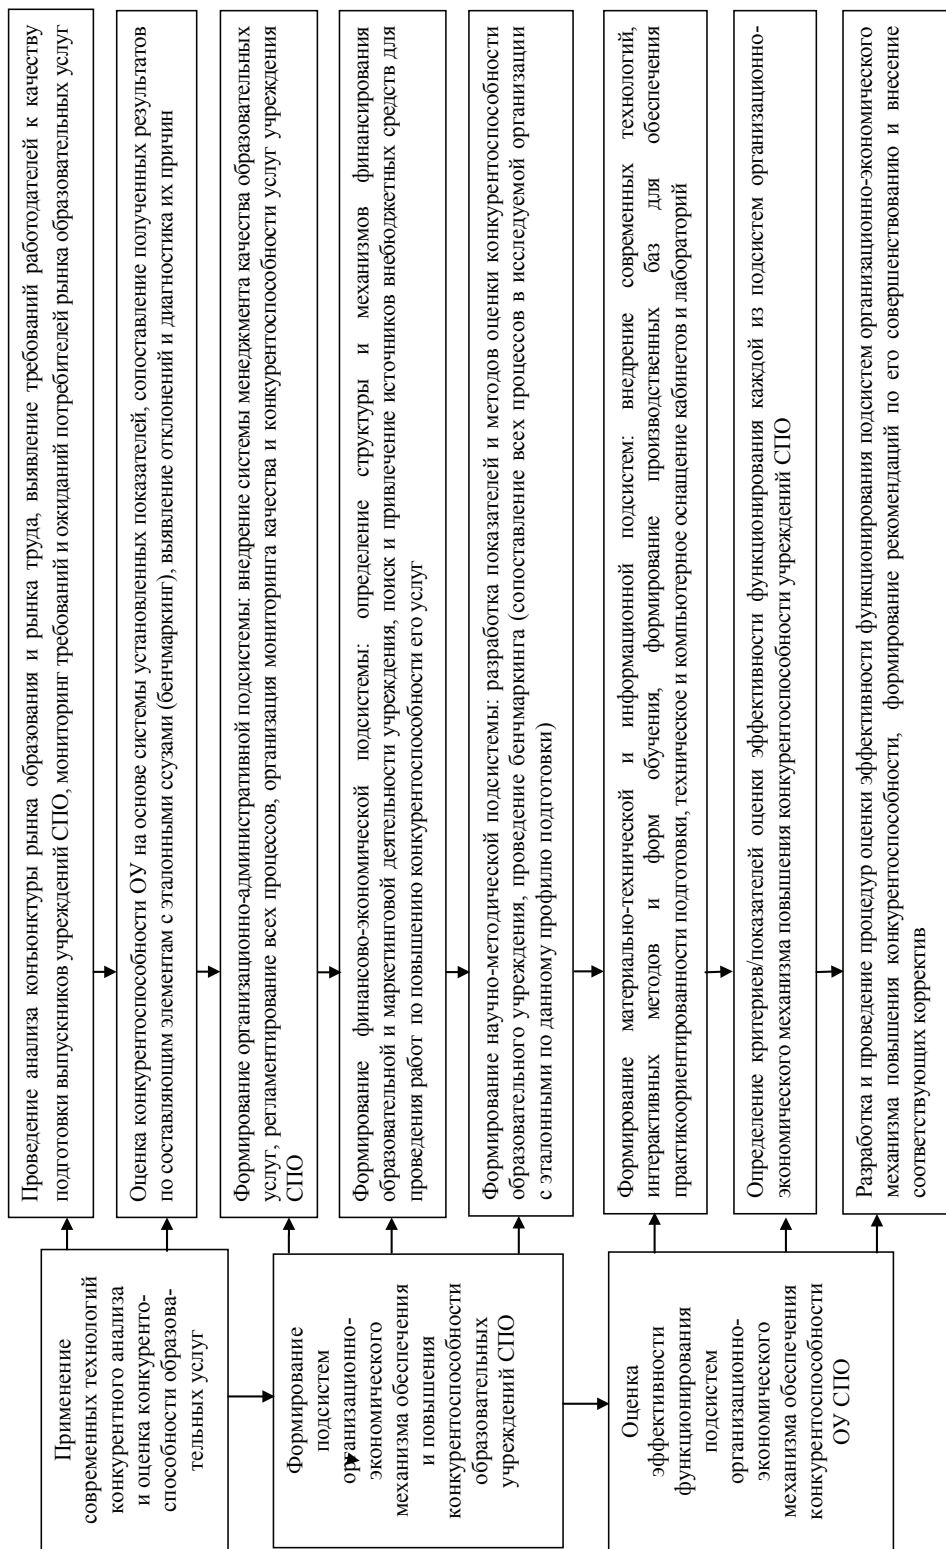 Применение
современных технологий
конкурентного анализа
и оценка конкуренто-
способности образова-
тельных услуг
Проведение анализа конъюнктуры рынка образования и рынка труда, выявление требований работодателей к качеству
подготовки выпускников учреждений СПО, мониторинг требований и ожиданий потребителей рынка образовательных услуг
Оценка конкурентоспособности ОУ на основе системы установленных показателей, сопоставление полученных результатов
по составляющим элементам с эталонными ссузами (бенчмаркинг), выявление отклонений и диагностика их причин
Формирование
подсистем
организационно-
экономического
механизма обеспечения
и повышения
конкурентоспособности
образовательных
учреждений СПО
Формирование организационно-административной подсистемы: внедрение системы менеджмента качества образовательных
услуг, регламентирование всех процессов, организация мониторинга качества и конкурентоспособности услуг учреждения
СПО
Формирование финансово-экономической подсистемы: определение структуры и механизмов финансирования
образовательной и маркетинговой деятельности учреждения, поиск и привлечение источников внебюджетных средств для
проведения работ по повышению конкурентоспособности его услуг
Формирование научно-методической подсистемы: разработка показателей и методов оценки конкурентоспособности
образовательного учреждения, проведение бенчмаркинга (сопоставление всех процессов в исследуемой организации
с эталонными по данному профилю подготовки)
Формирование материально-технической и информационной подсистем: внедрение современных технологий,
интерактивных методов и форм обучения, формирование производственных баз для обеспечения
практикоориентированности подготовки, техническое и компьютерное оснащение кабинетов и лабораторий
Оценка
эффективности
функционирования
подсистем
организационно-
экономического
механизма обеспечения
конкурентоспособности
ОУ СПО
Определение критериев/показателей оценки эффективности функционирования каждой из подсистем организационно-
экономического механизма повышения конкурентоспособности учреждений СПО
Разработка и проведение процедур оценки эффективности функционирования подсистем организационно-экономического
механизма повышения конкурентоспособности, формирование рекомендаций по его совершенствованию и внесение
соответствующих корректив